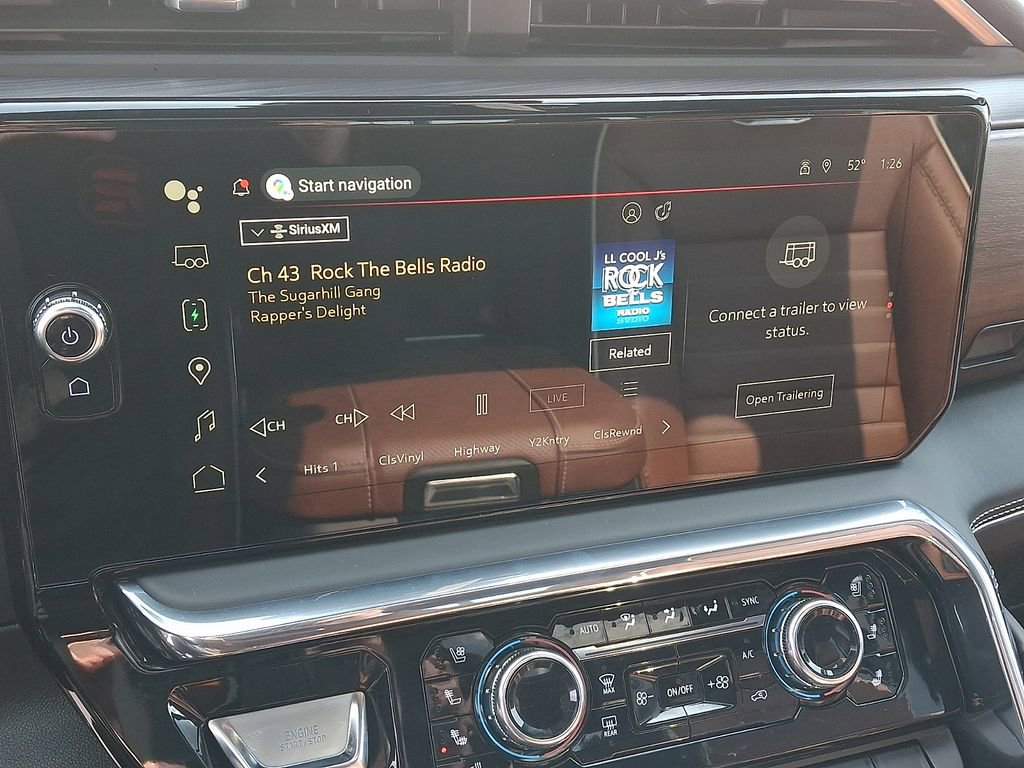 Start navigation
52° 1:26
SiriusXM
Ch 43 Rock The Bells Radio
The Sugarhill Gang
Rapper's Delight
LL COOL J's
ROCK
THE
BELLS
RADIO
Related
Connect a trailer to view
status.
Open Trailering
CH
CH
LIVE
Hits 1
ClsVinyl
Highway
Y2Kntry
ClsRewnd
AUTO
SYNC
A/C
MAX
ON/OFF
REAR
ENGINE
START/STOP